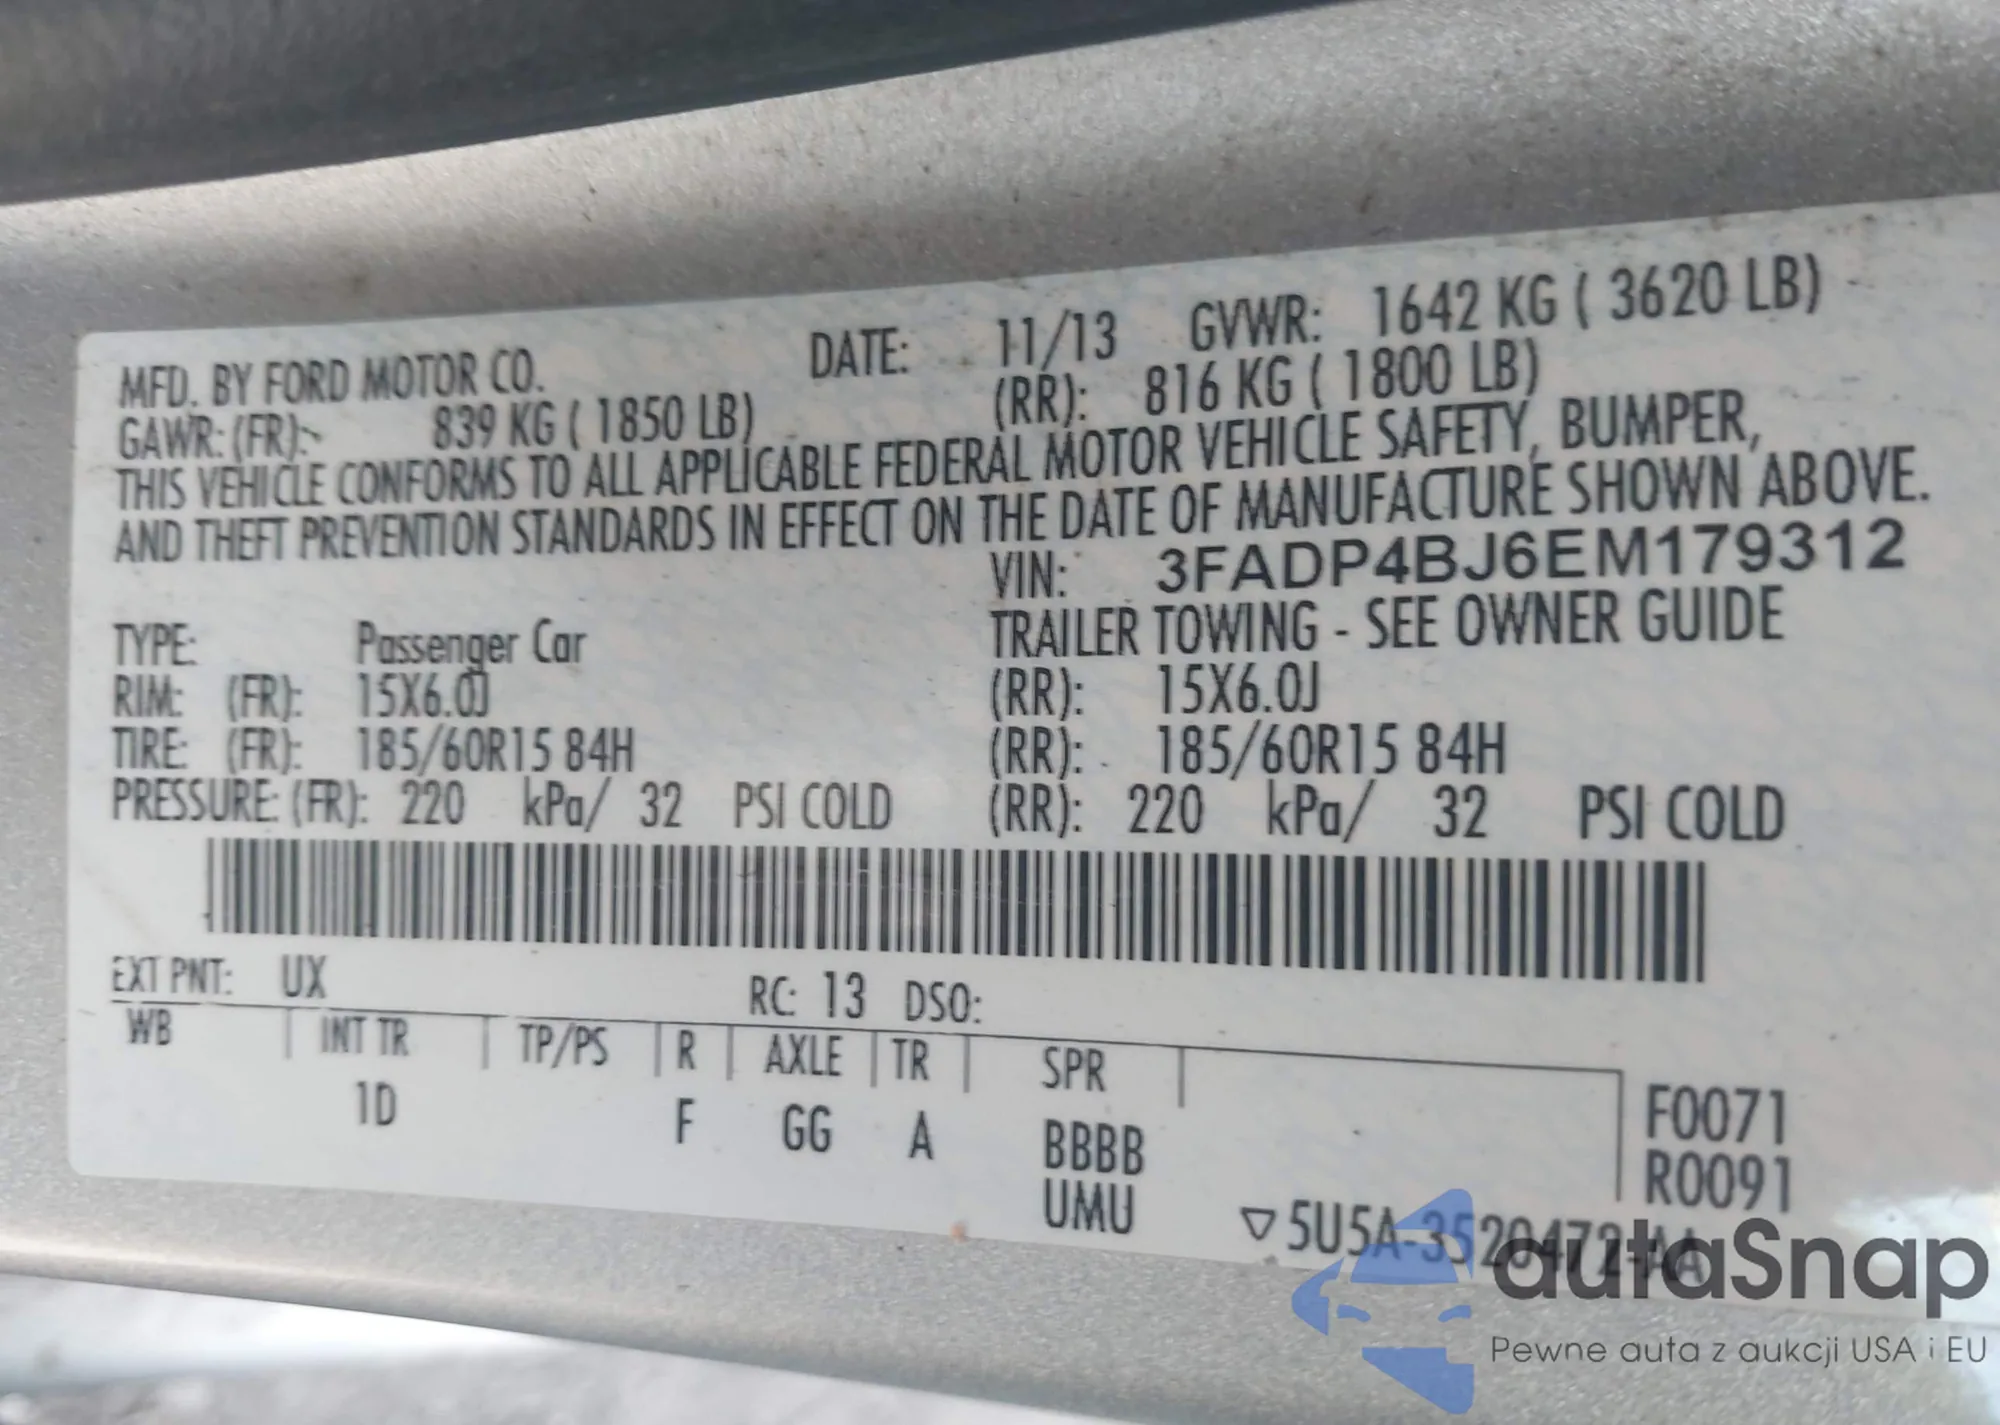 MFD. BY FORD MOTOR CO. DATE: 11/13 GVWR: 1642 KG ( 3620 LB)
GAWR: (FR): 839 KG ( 1850 LB) (RR): 816 KG ( 1800 LB)
THIS VEHICLE CONFORMS TO ALL APPLICABLE FEDERAL MOTOR VEHICLE SAFETY, BUMPER,
AND THEFT PREVENTION STANDARDS IN EFFECT ON THE DATE OF MANUFACTURE SHOWN ABOVE.
VIN: 3FADP4BJ6EM179312
TYPE: Passenger Car TRAILER TOWING - SEE OWNER GUIDE
RIM: (FR): 15X6.0J (RR): 15X6.0J
TIRE: (FR): 185/60R15 84H (RR): 185/60R15 84H
PRESSURE: (FR): 220 kPa/ 32 PSI COLD (RR): 220 kPa/ 32 PSI COLD
EXT PNT: UX RC: 13 DSO:
WB INT TR TP/PS R AXLE TR SPR
1D F GG A BBBB
UMU
F0071
R0091
▽5U5A-3520472-AA
autaSnap
Pewne auta z aukcji USA i EU